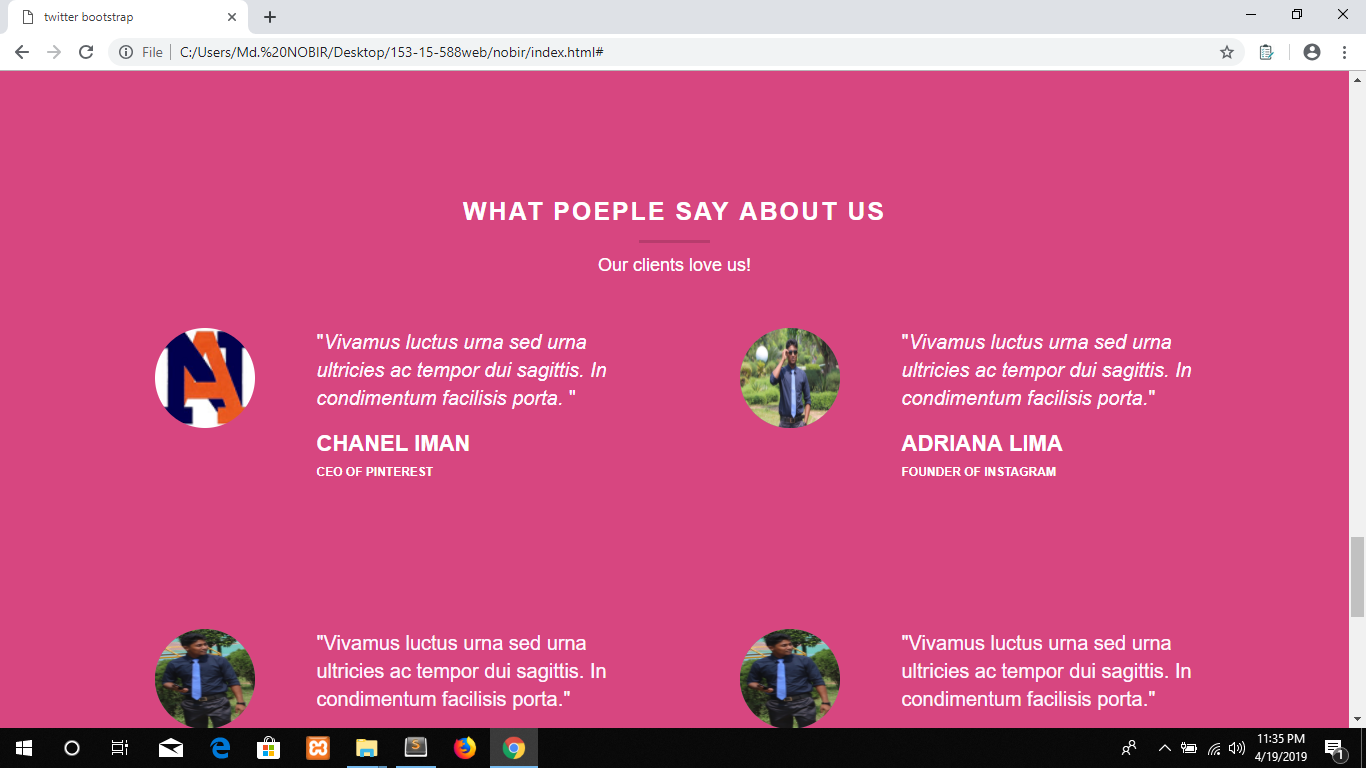 twitter bootstrap
File
C:/Users/Md.%20NOBIR/Desktop/153-15-588web/nobir/index.html#
WHAT POEPLE SAY ABOUT US
Our clients love us!
"Vivamus luctus urna sed urna
ultricies ac tempor dui sagittis. In
condimentum facilisis porta. "
CHANEL IMAN
CEO OF PINTEREST
"Vivamus luctus urna sed urna
ultricies ac tempor dui sagittis. In
condimentum facilisis porta."
ADRIANA LIMA
FOUNDER OF INSTAGRAM
"Vivamus luctus urna sed urna
ultricies ac tempor dui sagittis. In
condimentum facilisis porta."
"Vivamus luctus urna sed urna
ultricies ac tempor dui sagittis. In
condimentum facilisis porta."
11:35 PM
4/19/2019
1